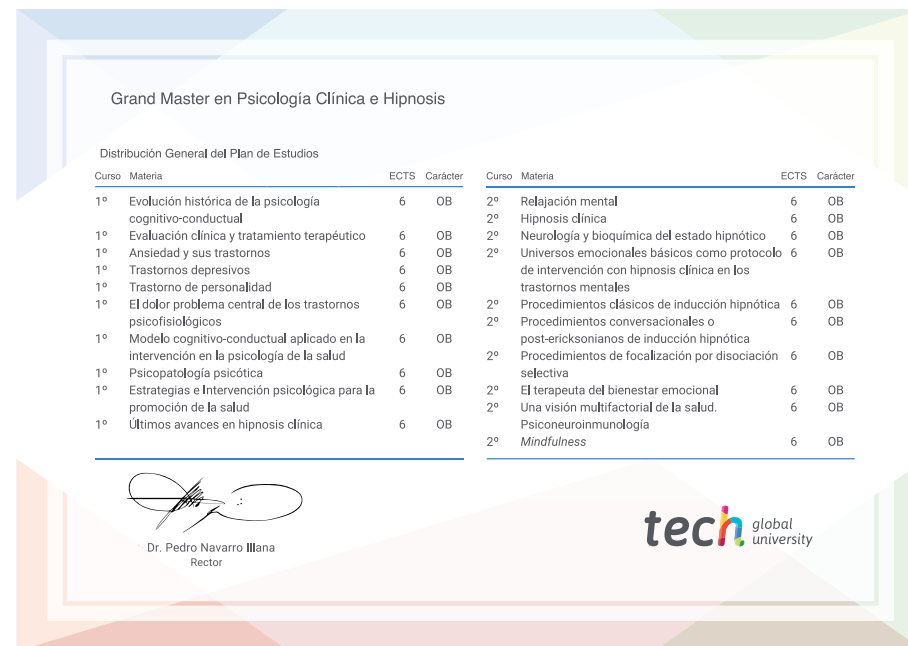 Grand Master en Psicología Clínica e Hipnosis
Distribución General del Plan de Estudios
Curso Materia ECTS Carácter
1º Evolución histórica de la psicología 6 OB
cognitivo-conductual
1º Evaluación clínica y tratamiento terapéutico 6 OB
1º Ansiedad y sus trastornos 6 OB
1º Trastornos depresivos 6 OB
1º Trastorno de personalidad 6 OB
1º El dolor problema central de los trastornos 6 OB
psicofisiológicos
1º Modelo cognitivo-conductual aplicado en la 6 OB
intervención en la psicología de la salud
1º Psicopatología psicótica 6 OB
1º Estrategias e Intervención psicológica para la 6 OB
promoción de la salud
1º Últimos avances en hipnosis clínica 6 OB
Curso Materia ECTS Carácter
2º Relajación mental 6 OB
2º Hipnosis clínica 6 OB
2º Neurología y bioquímica del estado hipnótico 6 OB
2º Universos emocionales básicos como protocolo 6 OB
de intervención con hipnosis clínica en los
trastornos mentales
2º Procedimientos clásicos de inducción hipnótica 6 OB
2º Procedimientos conversacionales o 6 OB
post-ericksonianos de inducción hipnótica
2º Procedimientos de focalización por disociación 6 OB
selectiva
2º El terapeuta del bienestar emocional 6 OB
2º Una visión multifactorial de la salud. 6 OB
Psiconeuroinmunología
2º Mindfulness 6 OB
Dr. Pedro Navarro Illana
Rector
tech global
university